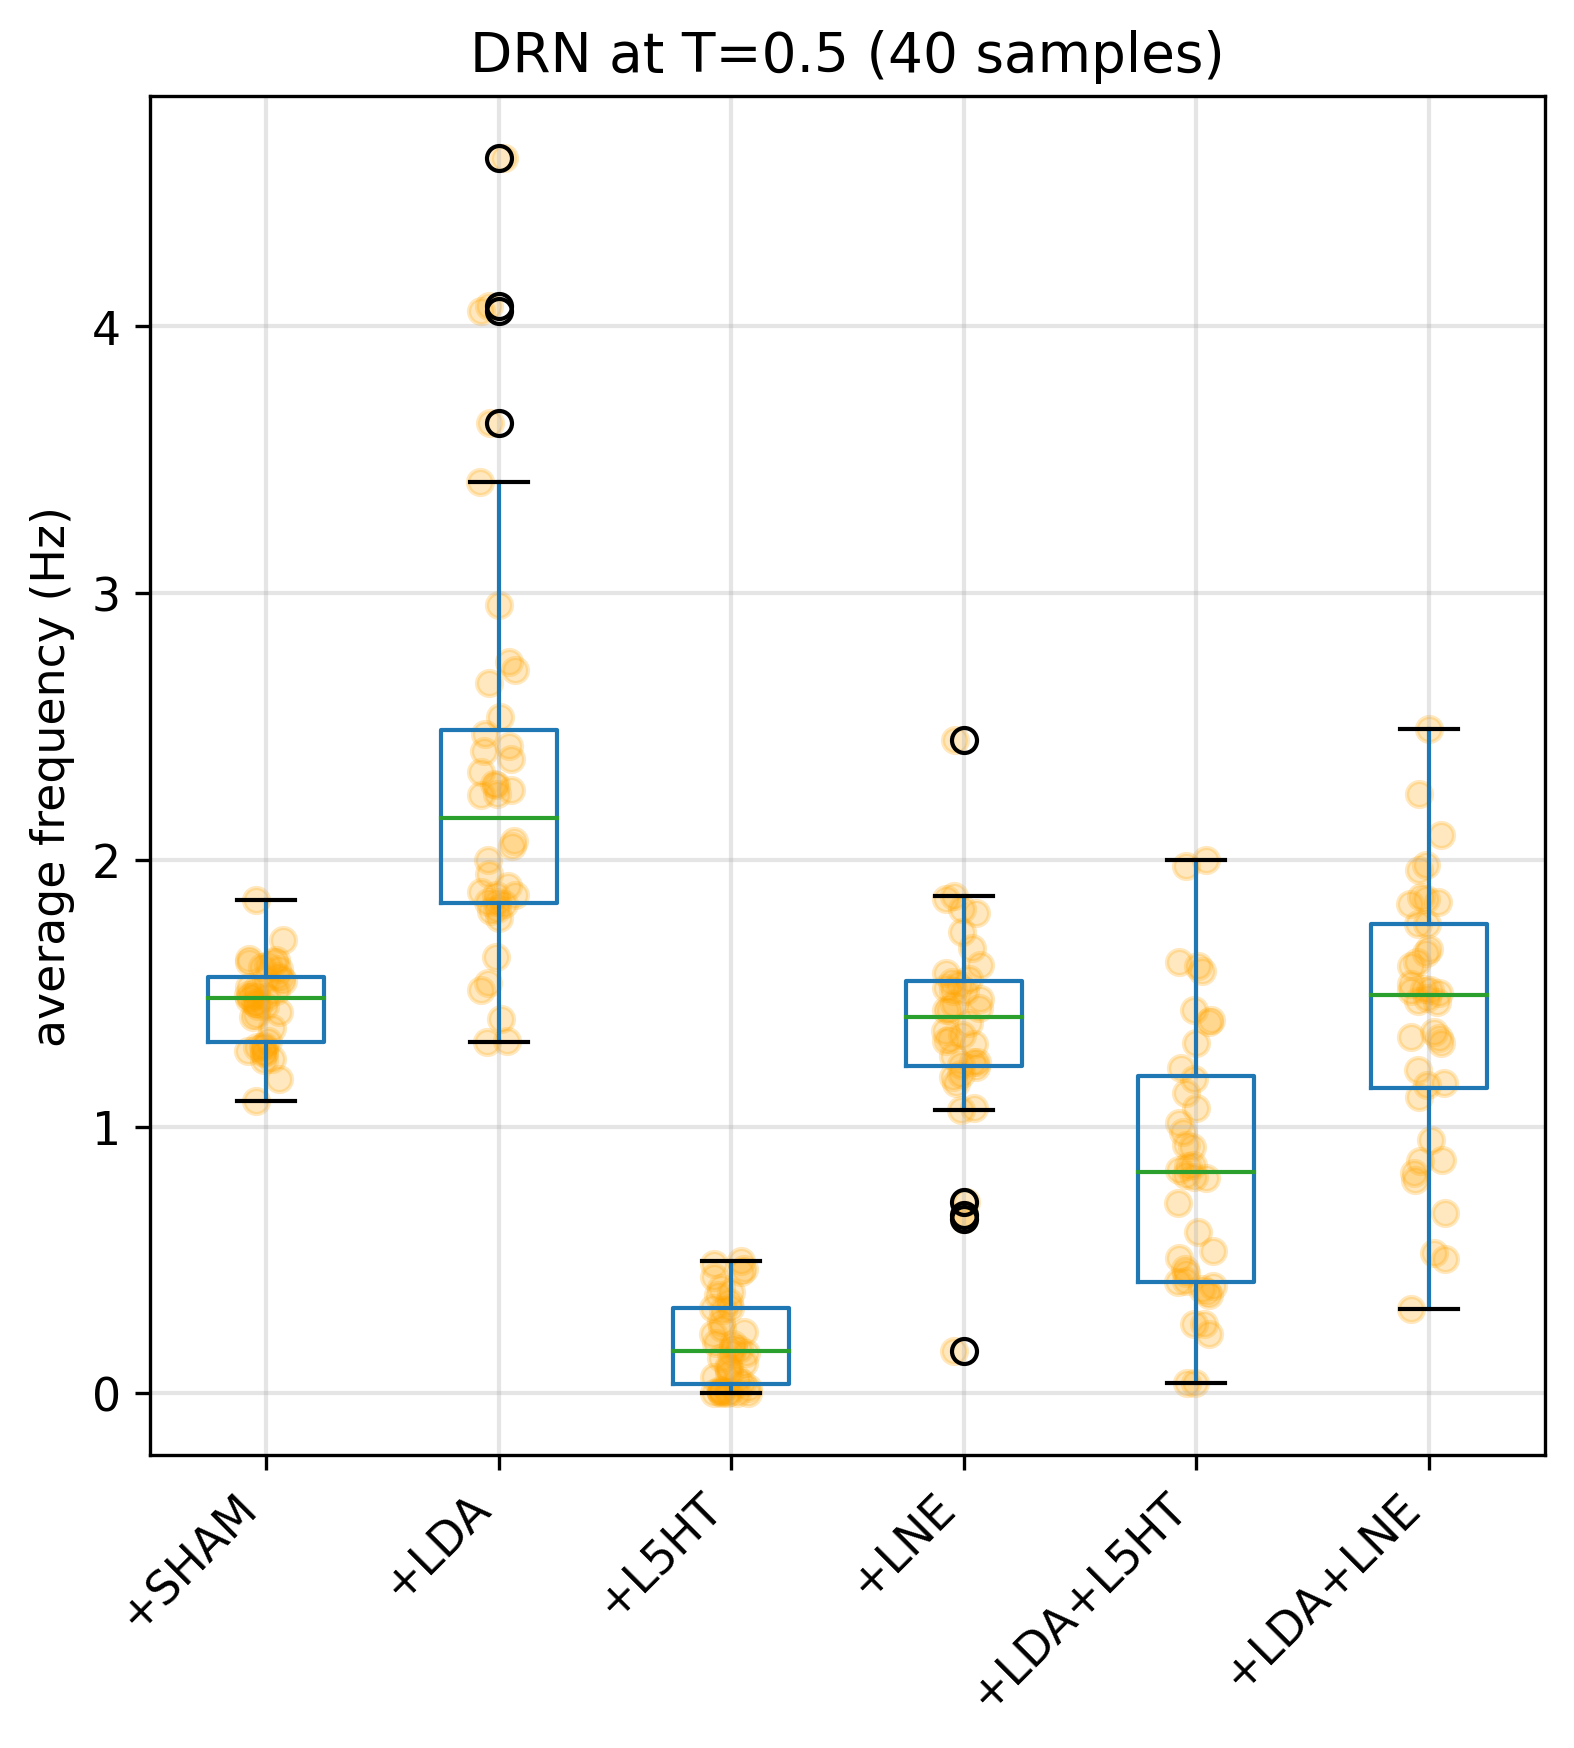 DRN at T=0.5 (40 samples)
average frequency (Hz)
4
3
2
1
0
+SHAM
+LDA
+L5HT
+LNE
+LDA+L5HT
+LDA+LNE